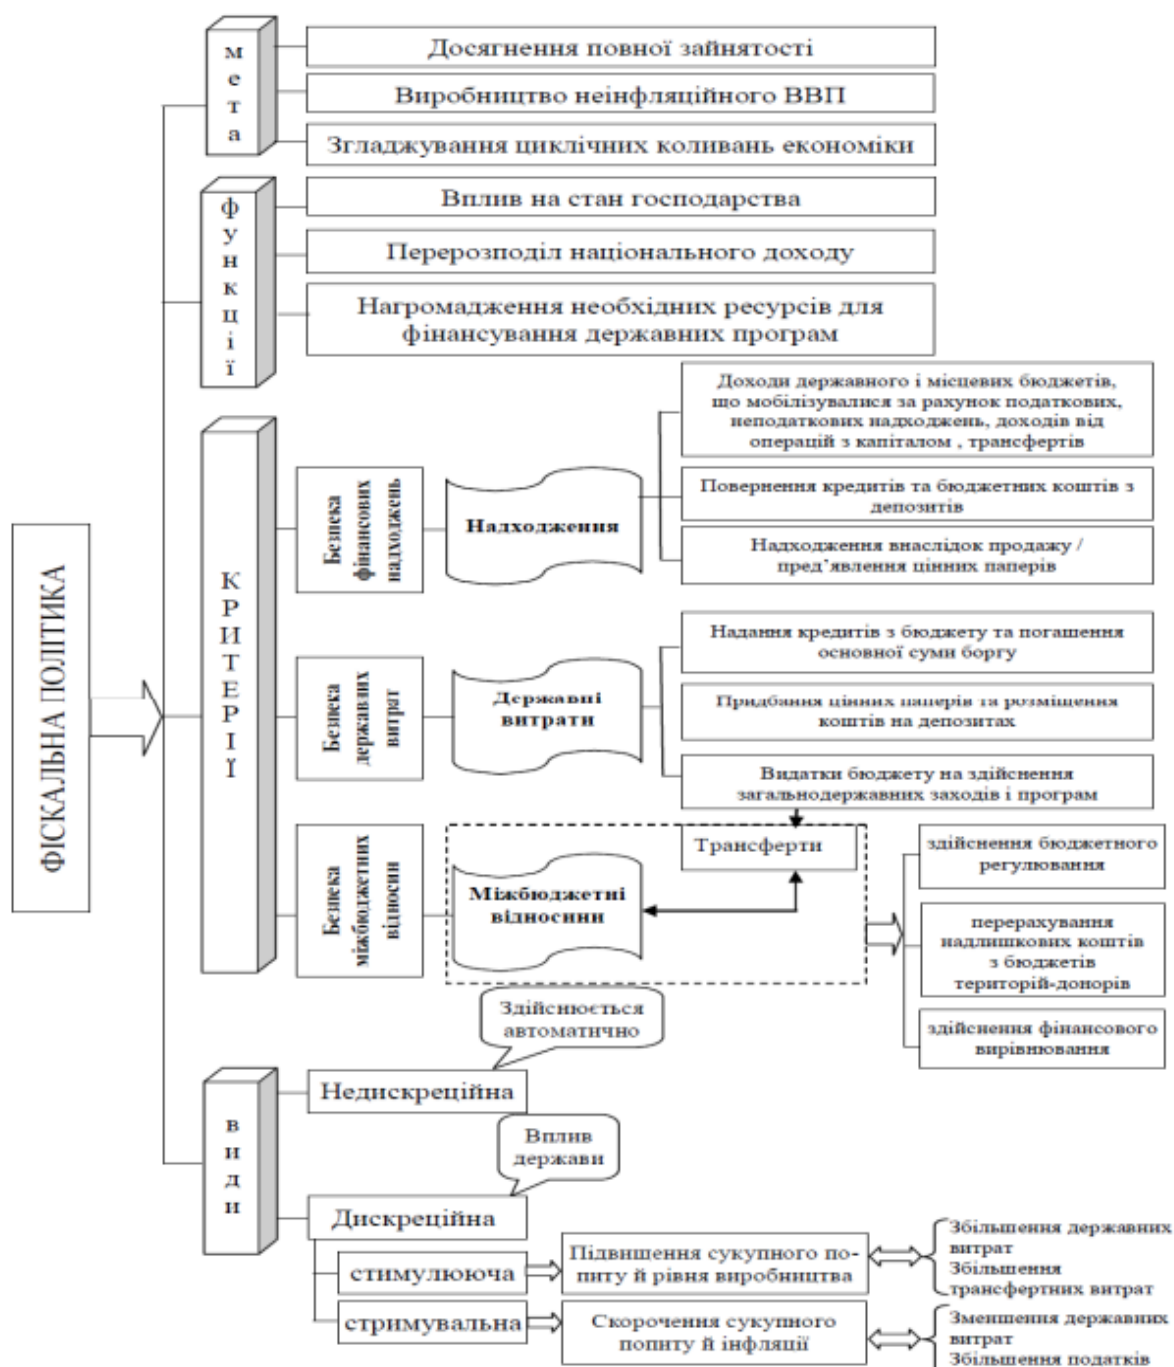 ФІСКАЛЬНА ПОЛІТИКА
мета
Досягнення повної зайнятості
Виробництво неінфляційного ВВП
Згладжування циклічних коливань економіки
функції
Вплив на стан господарства
Перерозподіл національного доходу
Нагромадження необхідних ресурсів для
фінансування державних програм
КРИТЕРІЇ
Безпека
фінансових
надходжень
Надходження
Доходи державного і місцевих бюджетів,
що мобілізувалися за рахунок податкових,
неподаткових надходжень, доходів від
операцій з капіталом , трансфертів
Повернення кредитів та бюджетних коштів з
депозитів
Надходження внаслідок продажу /
пред’явлення цінних паперів
Безпека
державних
витрат
Державні
витрати
Надання кредитів з бюджету та погашення
основної суми боргу
Придбання цінних паперів та розміщення
коштів на депозитах
Видатки бюджету на здійснення
загальнодержавних заходів і програм
Безпека
міжбюджетних
відносин
Міжбюджетні
відносини
Трансферти
здійснення бюджетного
регулювання
перерахування
надлишкових коштів
з бюджетів
територій-донорів
здійснення фінансового
вирівнювання
види
Здійснюється
автоматично
Недискреційна
Вплив
держави
Дискреційна
стимулююча
Підвишення сукупного по-
питу й рівня виробництва
Збільшення державних
витрат
Збільшення
трансфертних витрат
стримувальна
Скорочення сукупного
попиту й інфляції
Зменшення державних
витрат
Збільшення податків